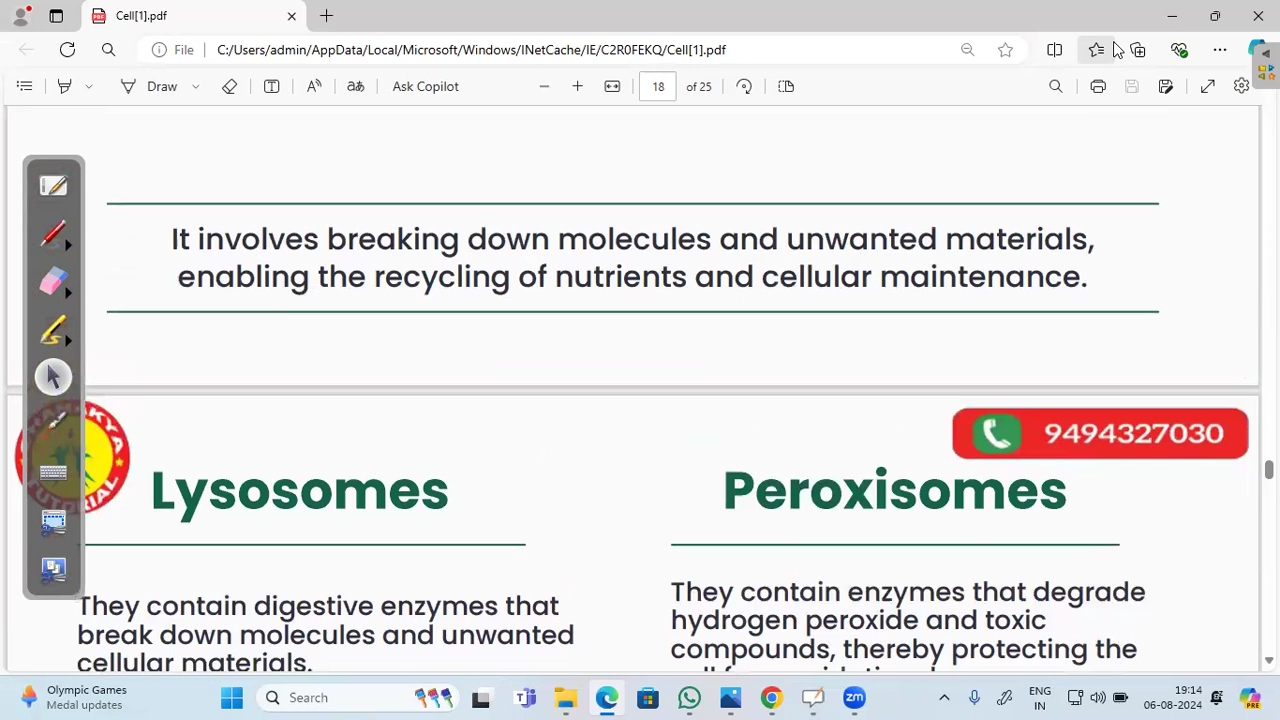 Cell[1].pdf
File
C:/Users/admin/AppData/Local/Microsoft/Windows/INetCache/IE/C2R0FEKQ/Cell[1].pdf
Draw
Ask Copilot
18 of 25
It involves breaking down molecules and unwanted materials,
enabling the recycling of nutrients and cellular maintenance.
9494327030
TUTORIAL
Lysosomes
Peroxisomes
They contain digestive enzymes that
break down molecules and unwanted
cellular materials.
They contain enzymes that degrade
hydrogen peroxide and toxic
compounds, thereby protecting the
Olympic Games
Medal updates
Search
zm
ENG
IN
19:14
06-08-2024
PRE